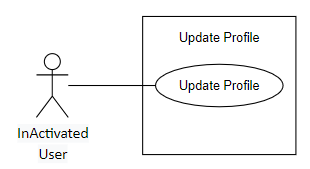 Update Profile
Update Profile
InActivated
User